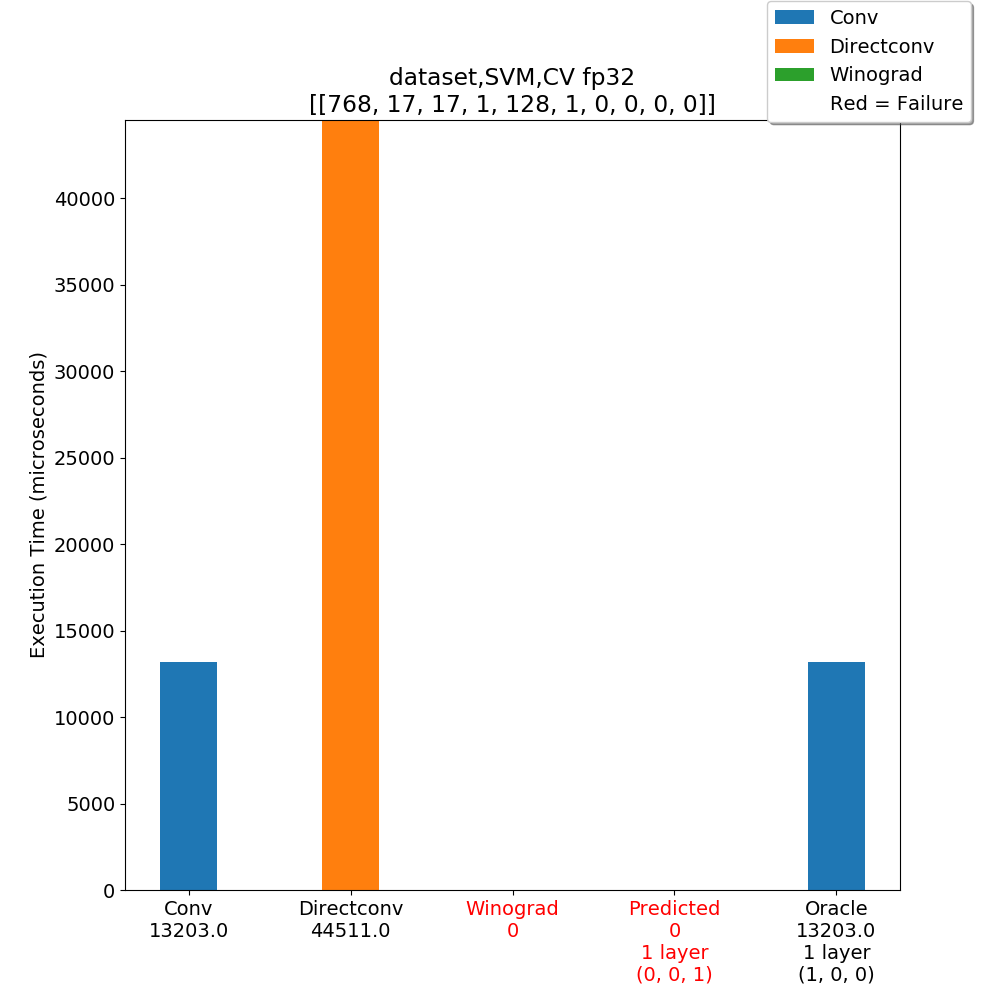 Conv
Directconv
Winograd
Red = Failure
dataset,SVM,CV fp32
[[768, 17, 17, 1, 128, 1, 0, 0, 0, 0]]
Execution Time (microseconds)
40000
35000
30000
25000
20000
15000
10000
5000
0
Conv
13203.0
Directconv
44511.0
Winograd
0
Predicted
0
1 layer
(0, 0, 1)
Oracle
13203.0
1 layer
(1, 0, 0)